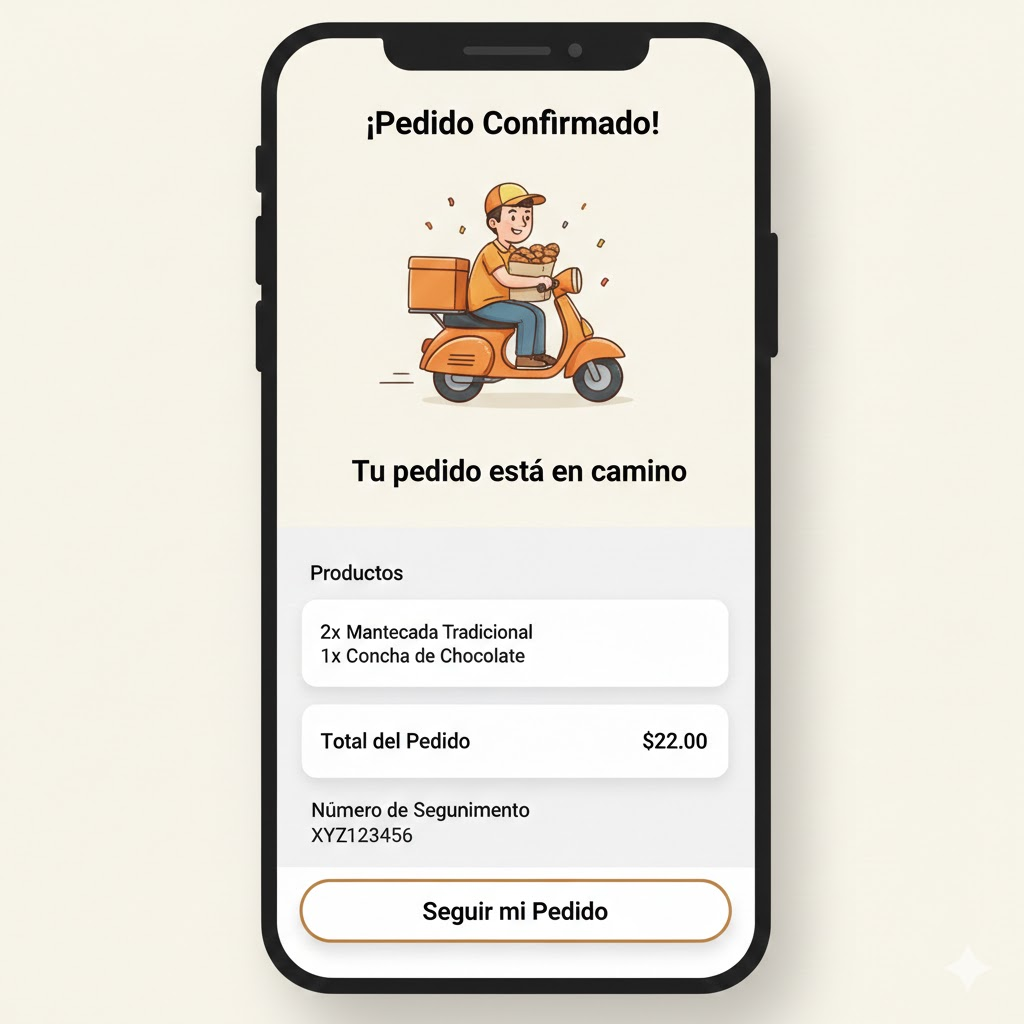 ¡Pedido Confirmado!
Tu pedido está en camino
Productos
2x Mantecada Tradicional
1x Concha de Chocolate
Total del Pedido $22.00
Número de Segunimento
XYZ123456
Seguir mi Pedido